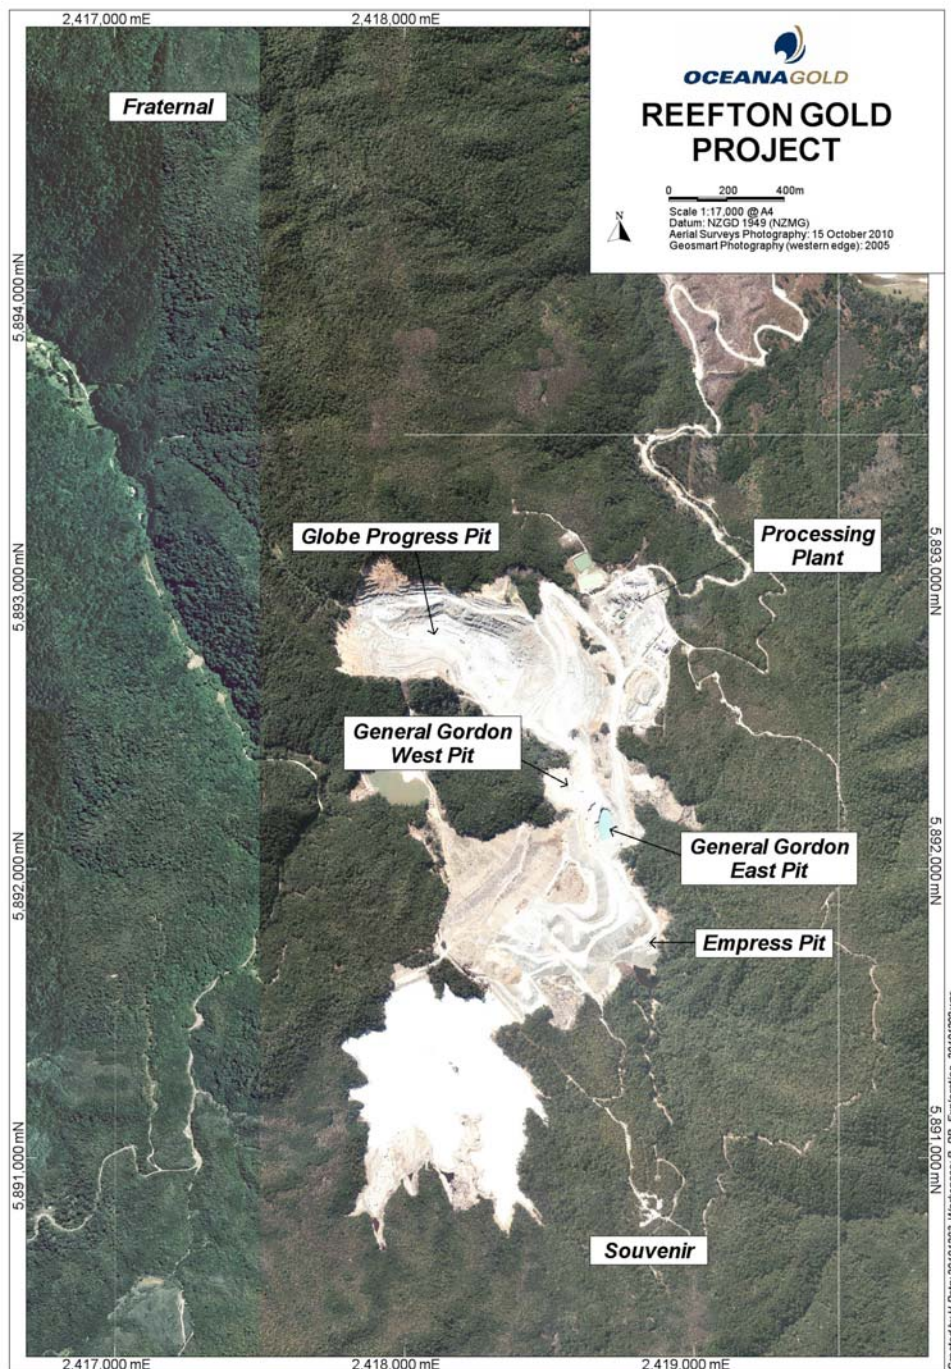 2,417,000 mE
2,418,000 mE
OCEANAGOLD
REEFTON GOLD
PROJECT
0 200 400m
N
Scale 1:17,000 @ A4
Datum: NZGD 1949 (NZMG)
Aerial Surveys Photography: 15 October 2010
Geosmart Photography (western edge): 2005
Fraternal
5,894,000 mN
Globe Progress Pit
Processing
Plant
5,893,000 mN
5,893,000 mN
General Gordon
West Pit
General Gordon
East Pit
5,892,000 mN
5,892,000 mN
Empress Pit
5,891,000 mN
5,891,000 mN
Souvenir
2,417,000 mE
2,418,000 mE
2,419,000 mE